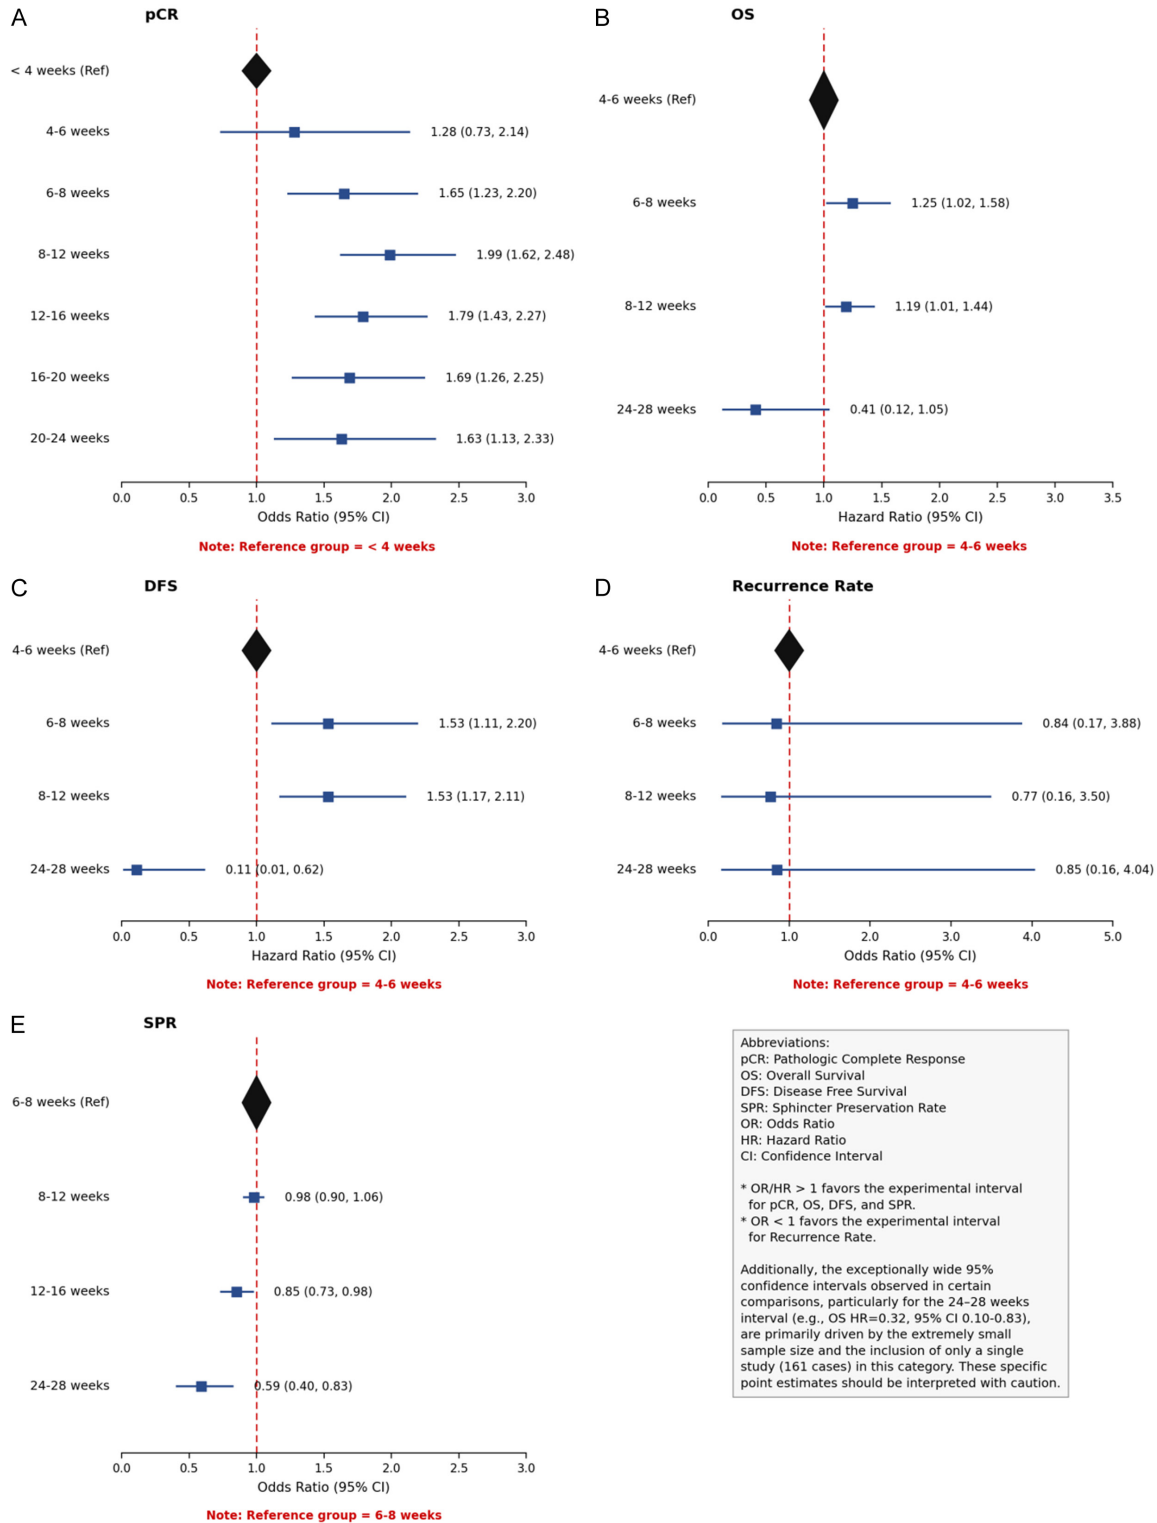 A
pCR
< 4 weeks (Ref)
4-6 weeks
1.28 (0.73, 2.14)
6-8 weeks
1.65 (1.23, 2.20)
8-12 weeks
1.99 (1.62, 2.48)
12-16 weeks
1.79 (1.43, 2.27)
16-20 weeks
1.69 (1.26, 2.25)
20-24 weeks
1.63 (1.13, 2.33)
0.0 0.5 1.0 1.5 2.0 2.5 3.0
Odds Ratio (95% CI)
Note: Reference group = < 4 weeks
B
OS
4-6 weeks (Ref)
6-8 weeks
1.25 (1.02, 1.58)
8-12 weeks
1.19 (1.01, 1.44)
24-28 weeks
0.41 (0.12, 1.05)
0.0 0.5 1.0 1.5 2.0 2.5 3.0 3.5
Hazard Ratio (95% CI)
Note: Reference group = 4-6 weeks
C
DFS
4-6 weeks (Ref)
6-8 weeks
1.53 (1.11, 2.20)
8-12 weeks
1.53 (1.17, 2.11)
24-28 weeks
0.11 (0.01, 0.62)
0.0 0.5 1.0 1.5 2.0 2.5 3.0
Hazard Ratio (95% CI)
Note: Reference group = 4-6 weeks
D
Recurrence Rate
4-6 weeks (Ref)
6-8 weeks
0.84 (0.17, 3.88)
8-12 weeks
0.77 (0.16, 3.50)
24-28 weeks
0.85 (0.16, 4.04)
0.0 1.0 2.0 3.0 4.0 5.0
Odds Ratio (95% CI)
Note: Reference group = 4-6 weeks
E
SPR
6-8 weeks (Ref)
8-12 weeks
0.98 (0.90, 1.06)
12-16 weeks
0.85 (0.73, 0.98)
24-28 weeks
0.59 (0.40, 0.83)
0.0 0.5 1.0 1.5 2.0 2.5 3.0
Odds Ratio (95% CI)
Note: Reference group = 6-8 weeks
Abbreviations:
pCR: Pathologic Complete Response
OS: Overall Survival
DFS: Disease Free Survival
SPR: Sphincter Preservation Rate
OR: Odds Ratio
HR: Hazard Ratio
CI: Confidence Interval
* OR/HR > 1 favors the experimental interval
for pCR, OS, DFS, and SPR.
* OR < 1 favors the experimental interval
for Recurrence Rate.
Additionally, the exceptionally wide 95%
confidence intervals observed in certain
comparisons, particularly for the 24–28 weeks
interval (e.g., OS HR=0.32, 95% CI 0.10-0.83),
are primarily driven by the extremely small
sample size and the inclusion of only a single
study (161 cases) in this category. These specific
point estimates should be interpreted with caution.